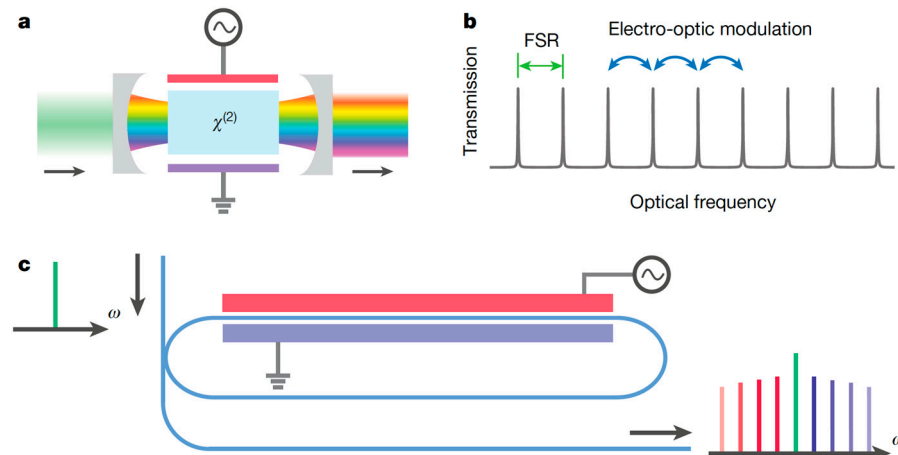 a
χ(2)
b
FSR
Electro-optic modulation
Transmission
Optical frequency
c
ω
ω